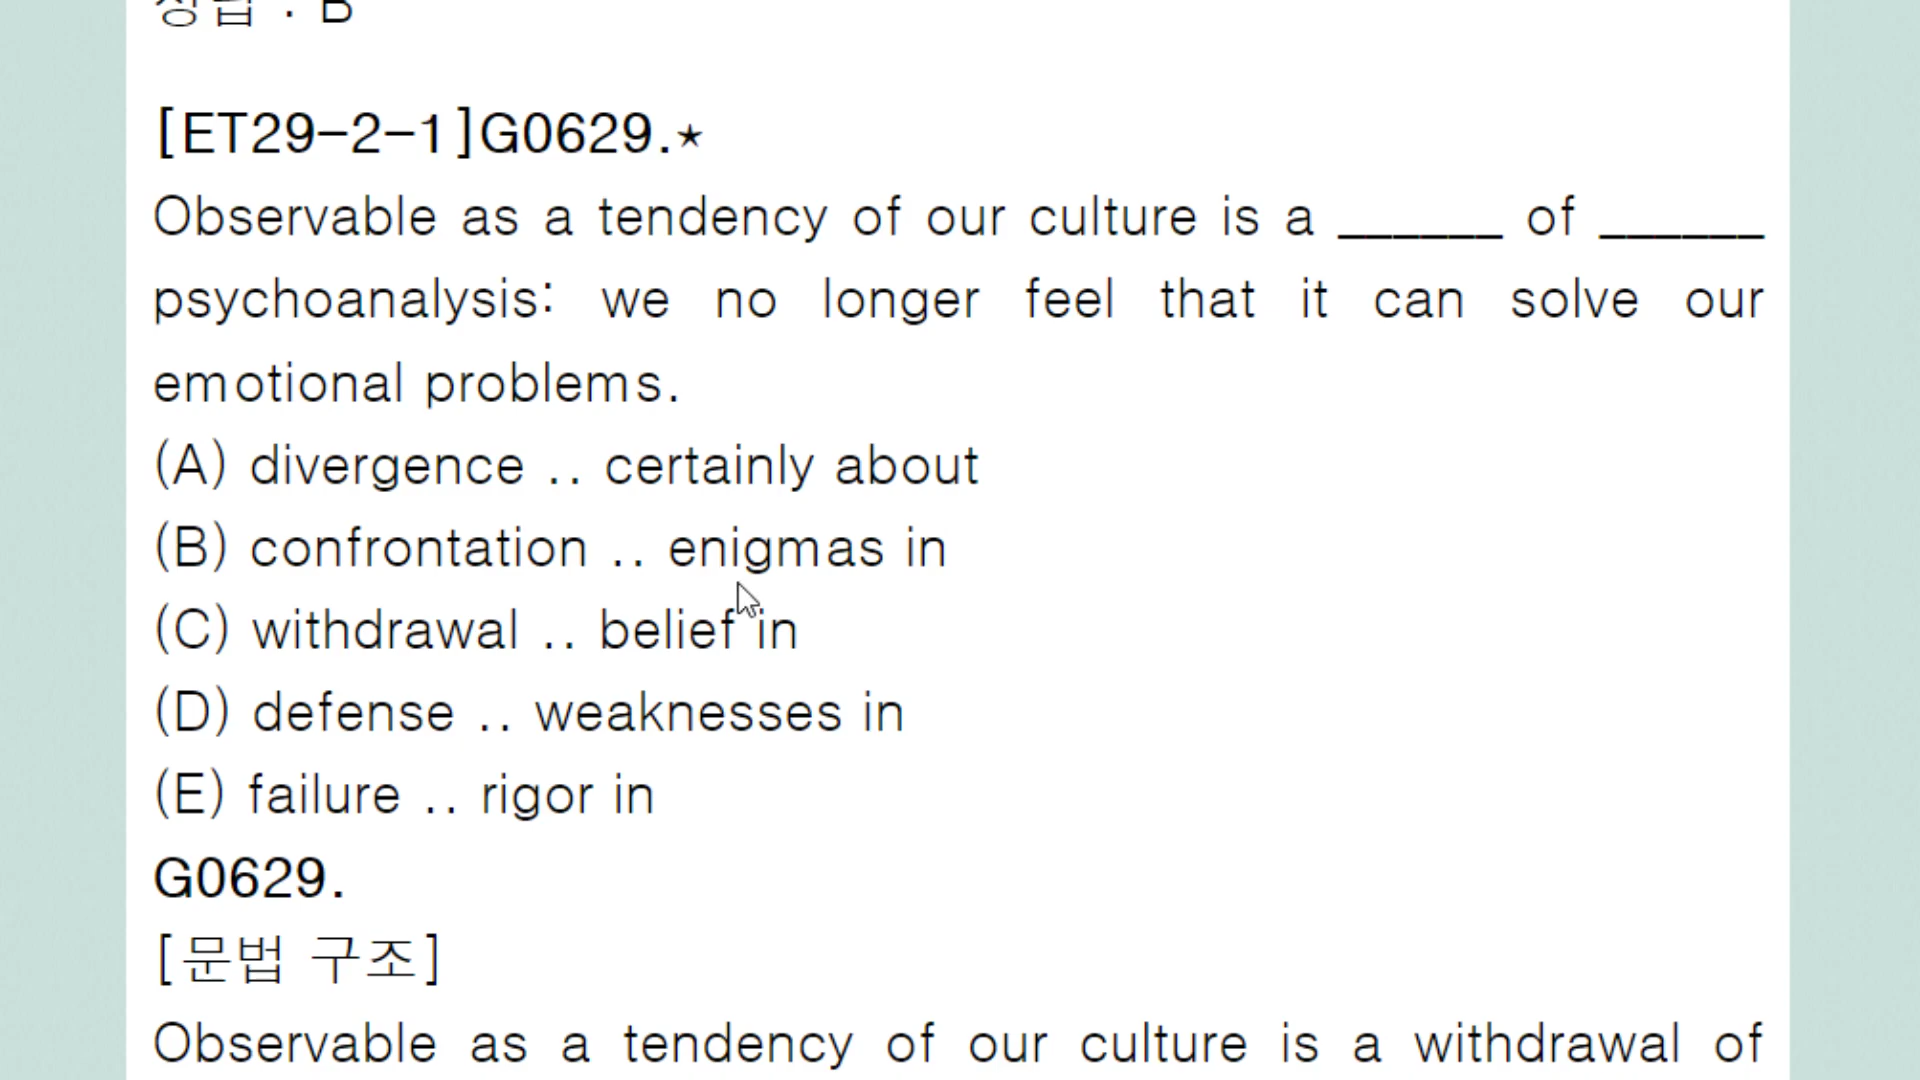 정답 : B
[ET29-2-1]G0629.⋆
Observable as a tendency of our culture is a ______ of ______
psychoanalysis: we no longer feel that it can solve our
emotional problems.
(A) divergence .. certainly about
(B) confrontation .. enigmas in
(C) withdrawal .. belief in
(D) defense .. weaknesses in
(E) failure .. rigor in
G0629.
[문법 구조]
Observable as a tendency of our culture is a withdrawal of